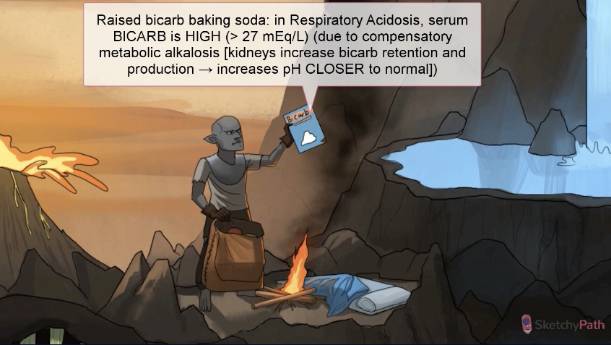 Raised bicarb baking soda: in Respiratory Acidosis, serum
BICARB is HIGH (> 27 mEq/L) (due to compensatory
metabolic alkalosis [kidneys increase bicarb retention and
production → increases pH CLOSER to normal])
Bicarb
SketchyPath